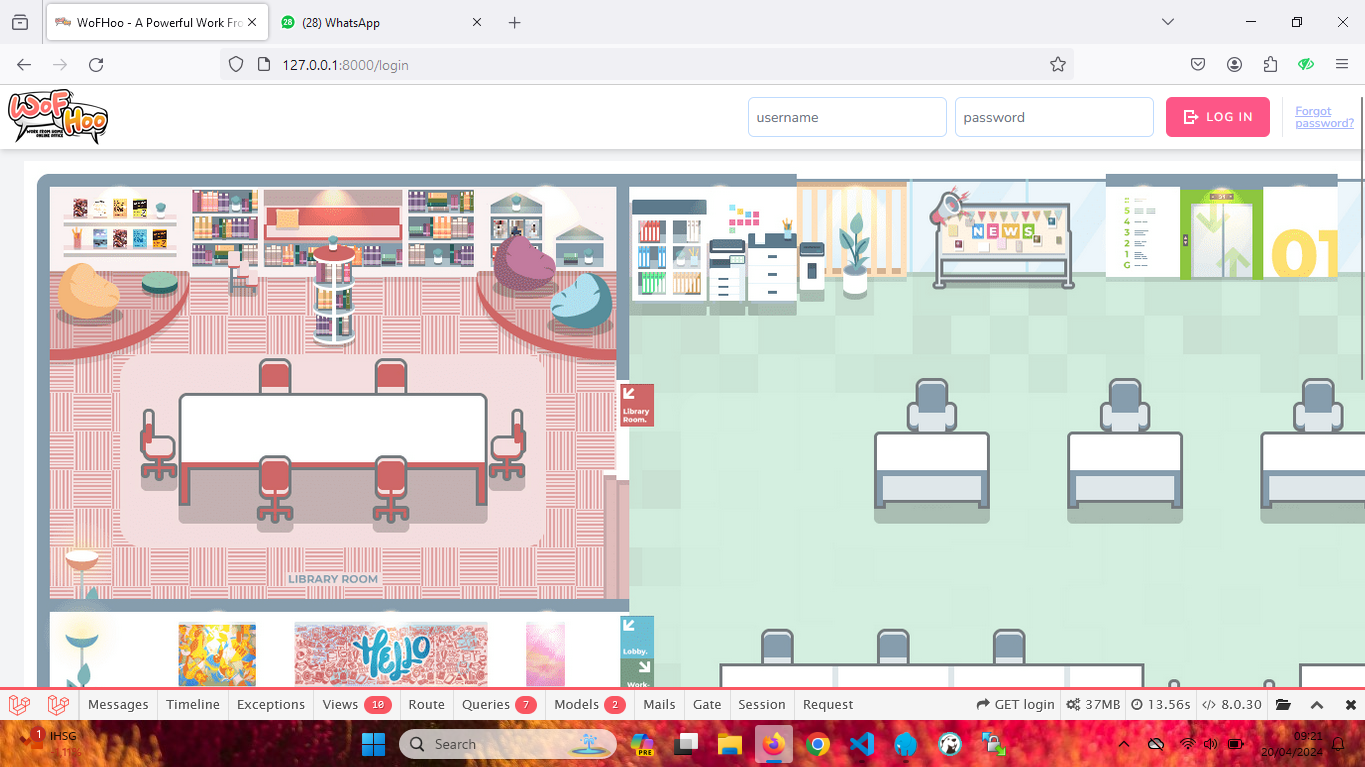 WoFHoo - A Powerful Work Fro
28
(28) WhatsApp
127.0.0.1:8000/login
WOF
Hoo
WORK FROM HOME
ONLINE OFFICE
username
password
LOG IN
Forgot
password?
NEWS
5
4
3
2
1
G
01
Library
Room.
LIBRARY ROOM
HELLO
Lobby.
Work-
Messages
Timeline
Exceptions
Views 10
Route
Queries 7
Models 2
Mails
Gate
Session
Request
GET login
37MB
13.56s
8.0.30
1
IHSG
-1.11%
Search
PRE
09:21
20/04/2024